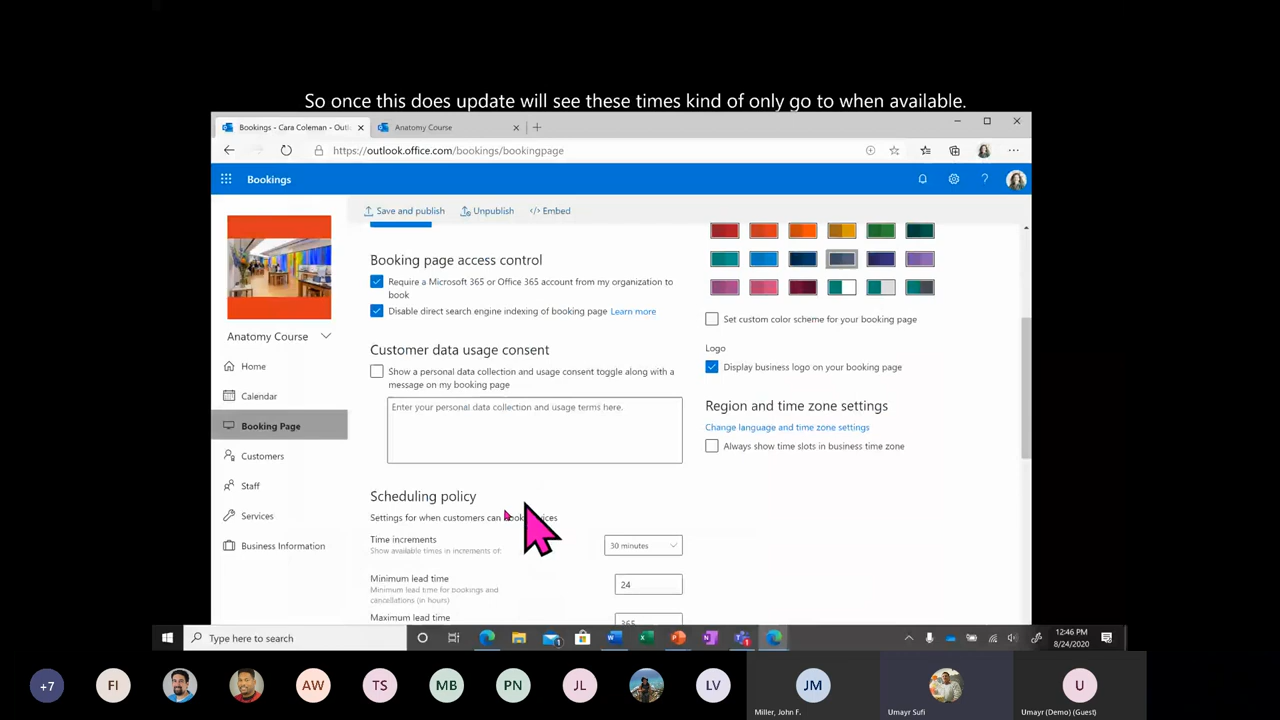 So once this does update will see these times kind of only go to when available.
Bookings - Cara Coleman - Outlo
Anatomy Course
https://outlook.office.com/bookings/bookingpage
Bookings
Save and publish
Unpublish
</> Embed
Booking page access control
Require a Microsoft 365 or Office 365 account from my organization to
book
Disable direct search engine indexing of booking page Learn more
Customer data usage consent
Show a personal data collection and usage consent toggle along with a
message on my booking page
Enter your personal data collection and usage terms here.
Scheduling policy
Settings for when customers can
Time increments
Show available times in increments of:
30 minutes
Minimum lead time
Minimum lead time for bookings and
cancellations (in hours)
24
Maximum lead time
365
Set custom color scheme for your booking page
Logo
Display business logo on your booking page
Region and time zone settings
Change language and time zone settings
Always show time slots in business time zone
Anatomy Course
Home
Calendar
Booking Page
Customers
Staff
Services
Business Information
Type here to search
12:46 PM
8/24/2020
+7
FI
AW
TS
MB
PN
JL
LV
JM
U
Miller, John F.
Umayr Sufi
Umayr (Demo) (Guest)